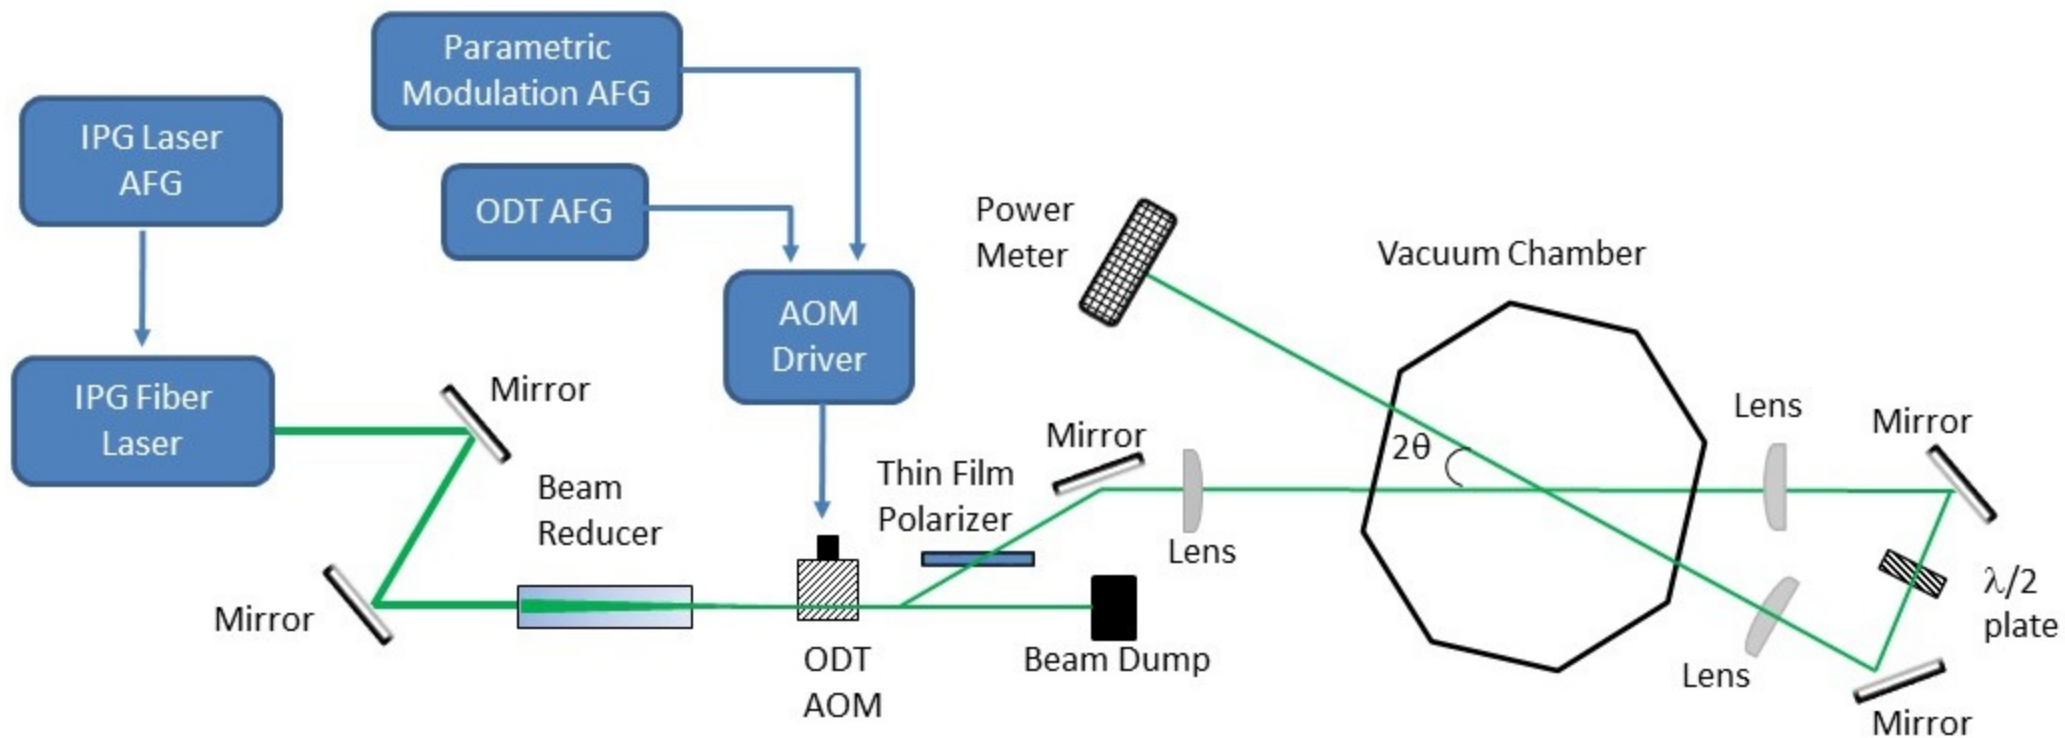 Parametric
Modulation AFG
IPG Laser
AFG
ODT AFG
Power
Meter
Vacuum Chamber
AOM
Driver
IPG Fiber
Laser
Mirror
Beam
Reducer
Mirror
Thin Film
Polarizer
Mirror
Lens
2θ
Lens
Mirror
λ/2
plate
Mirror
ODT
AOM
Beam Dump
Lens
Mirror